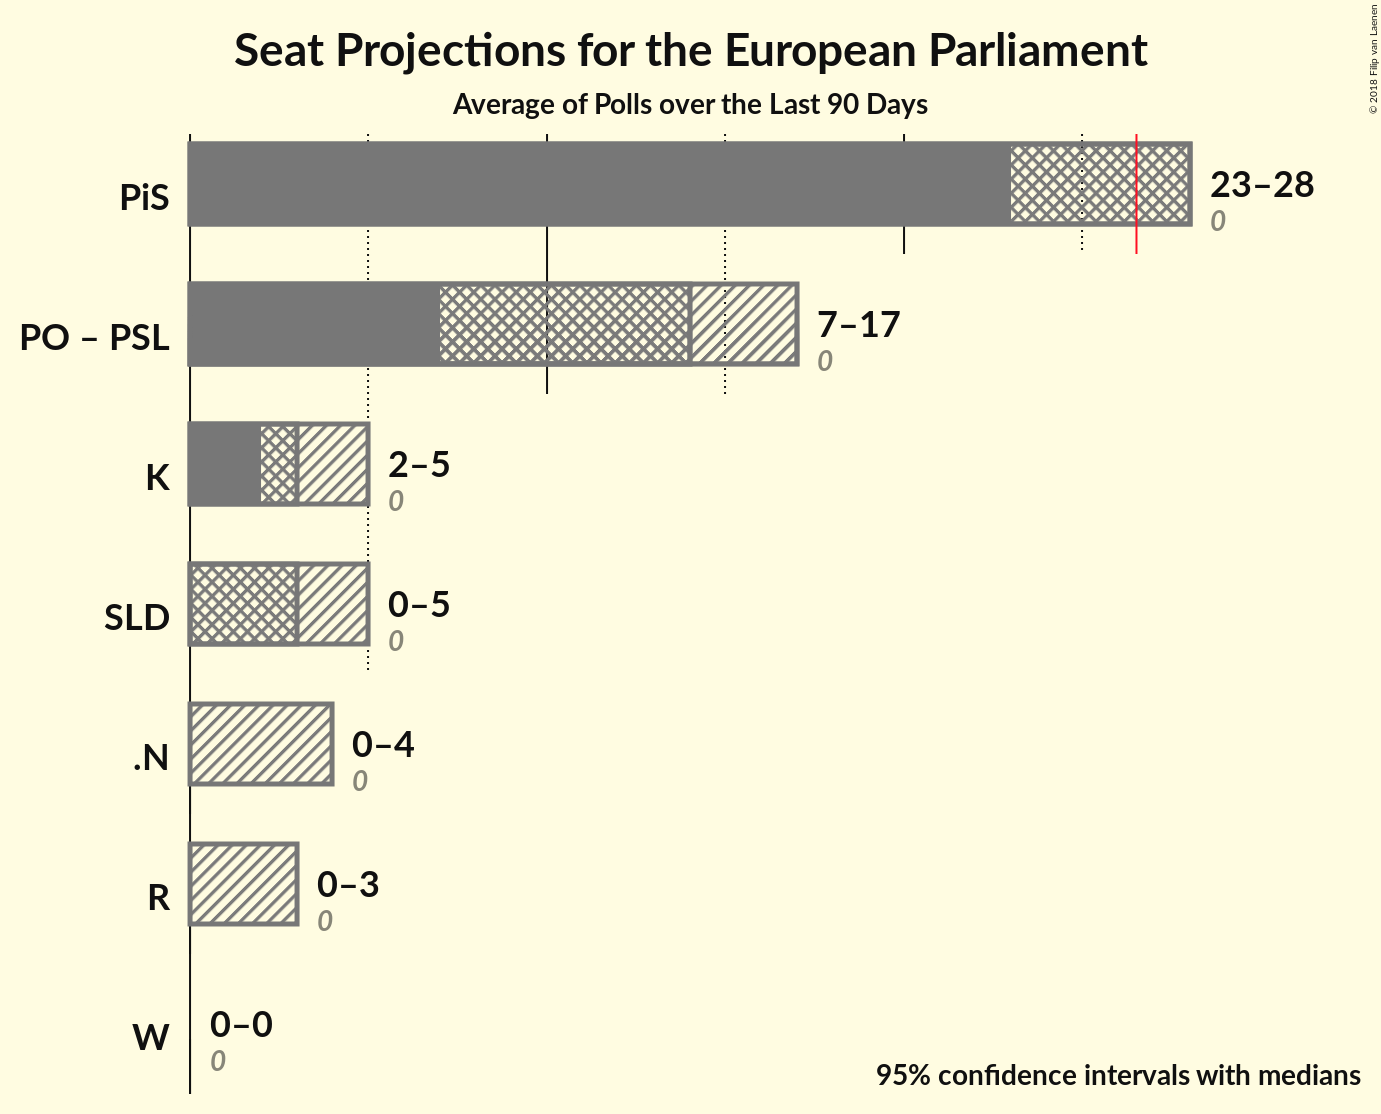 Seat Projections for the European Parliament
Average of Polls over the Last 90 Days
© 2018 Filip van Laenen
PiS
23–28
0
PO – PSL
7–17
0
K
2–5
0
SLD
0–5
0
.N
0–4
0
R
0–3
0
W
0–0
0
95% confidence intervals with medians